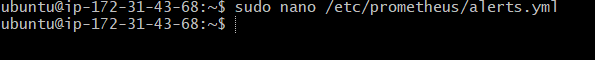 ubuntu@ip-172-31-43-68:~$ sudo nano /etc/prometheus/alerts.yml
ubuntu@ip-172-31-43-68:~$